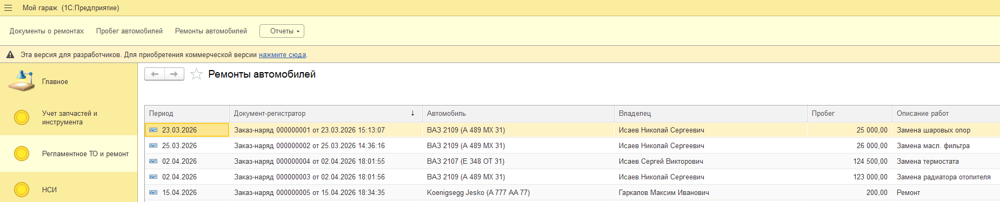 Мой гараж (1С:Предприятие)
Документы о ремонтах Пробег автомобилей Ремонты автомобилей Отчеты
Эта версия для разработчиков. Для приобретения коммерческой версии нажмите сюда.
Главное
Учет запчастей и
инструмента
Регламентное ТО и ремонт
НСИ
Ремонты автомобилей
Период Документ-регистратор ↓ Автомобиль Владелец Пробег Описание работ
23.03.2026 Заказ-наряд 000000001 от 23.03.2026 15:13:07 ВАЗ 2109 (А 489 МХ 31) Исаев Николай Сергеевич 25 000,00 Замена шаровых опор
25.03.2026 Заказ-наряд 000000002 от 25.03.2026 14:36:16 ВАЗ 2109 (А 489 МХ 31) Исаев Николай Сергеевич 26 000,00 Замена масл. фильтра
02.04.2026 Заказ-наряд 000000004 от 02.04.2026 18:01:55 ВАЗ 2107 (Е 348 ОТ 31) Исаев Сергей Викторович 124 500,00 Замена термостата
02.04.2026 Заказ-наряд 000000003 от 02.04.2026 18:01:56 ВАЗ 2109 (А 489 МХ 31) Исаев Николай Сергеевич 123 000,00 Замена радиатора отопителя
15.04.2026 Заказ-наряд 000000005 от 15.04.2026 18:34:35 Koenigsegg Jesko (А 777 АА 77) Гаркалов Максим Иванович 200,00 Ремонт